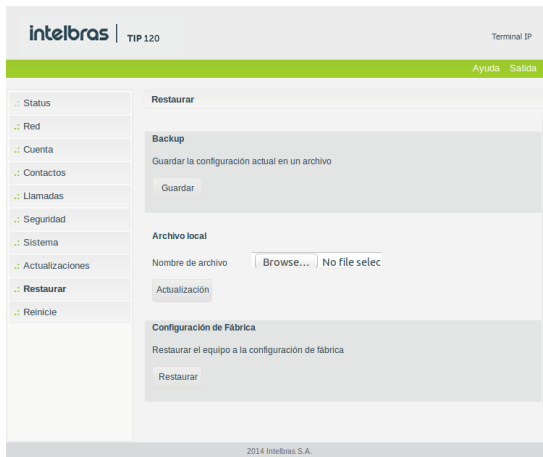 intelbras | TIP 120
Terminal IP
Ayuda Salida
.: Status
.: Red
.: Cuenta
.: Contactos
.: Llamadas
.: Seguridad
.: Sistema
.: Actualizaciones
.: Restaurar
.: Reinicie
Restaurar
Backup
Guardar la configuración actual en un archivo
Guardar
Archivo local
Nombre de archivo Browse... No file selec
Actualización
Configuración de Fábrica
Restaurar el equipo a la configuración de fábrica
Restaurar
2014 Intelbras S.A.